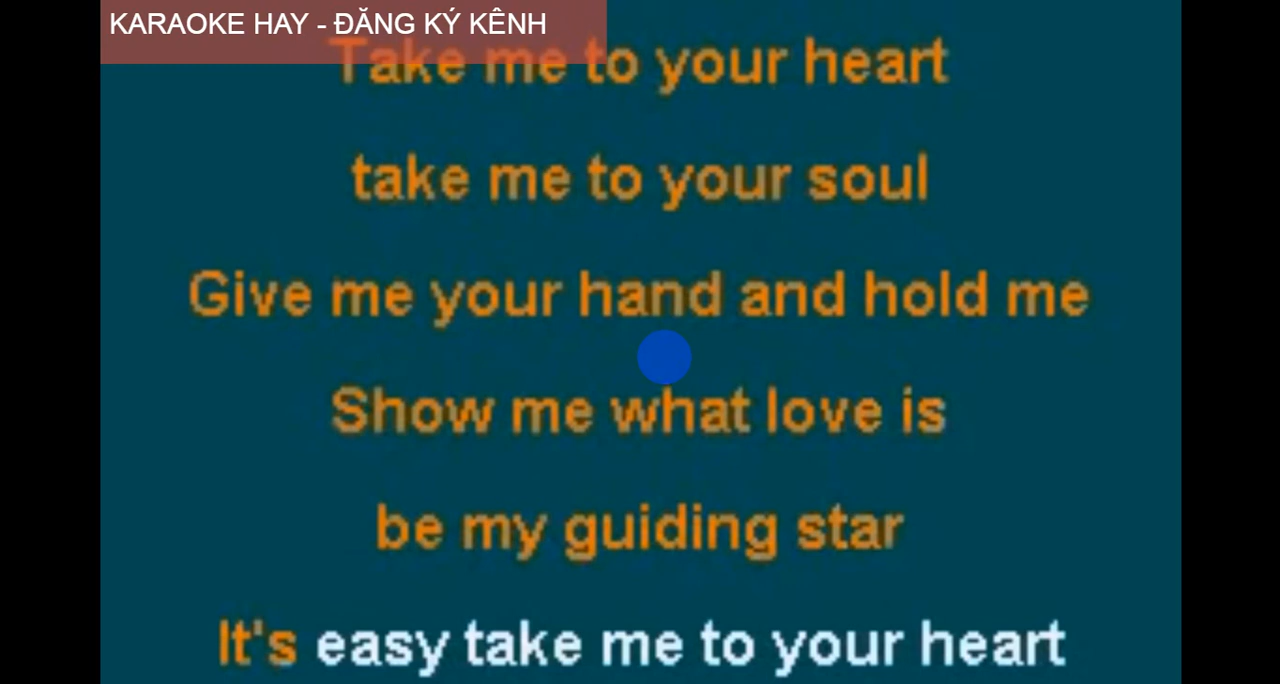 KARAOKE HAY - ĐĂNG KÝ KÊNH
Take me to your heart
take me to your soul
Give me your hand and hold me
Show me what love is
be my guiding star
It's easy take me to your heart